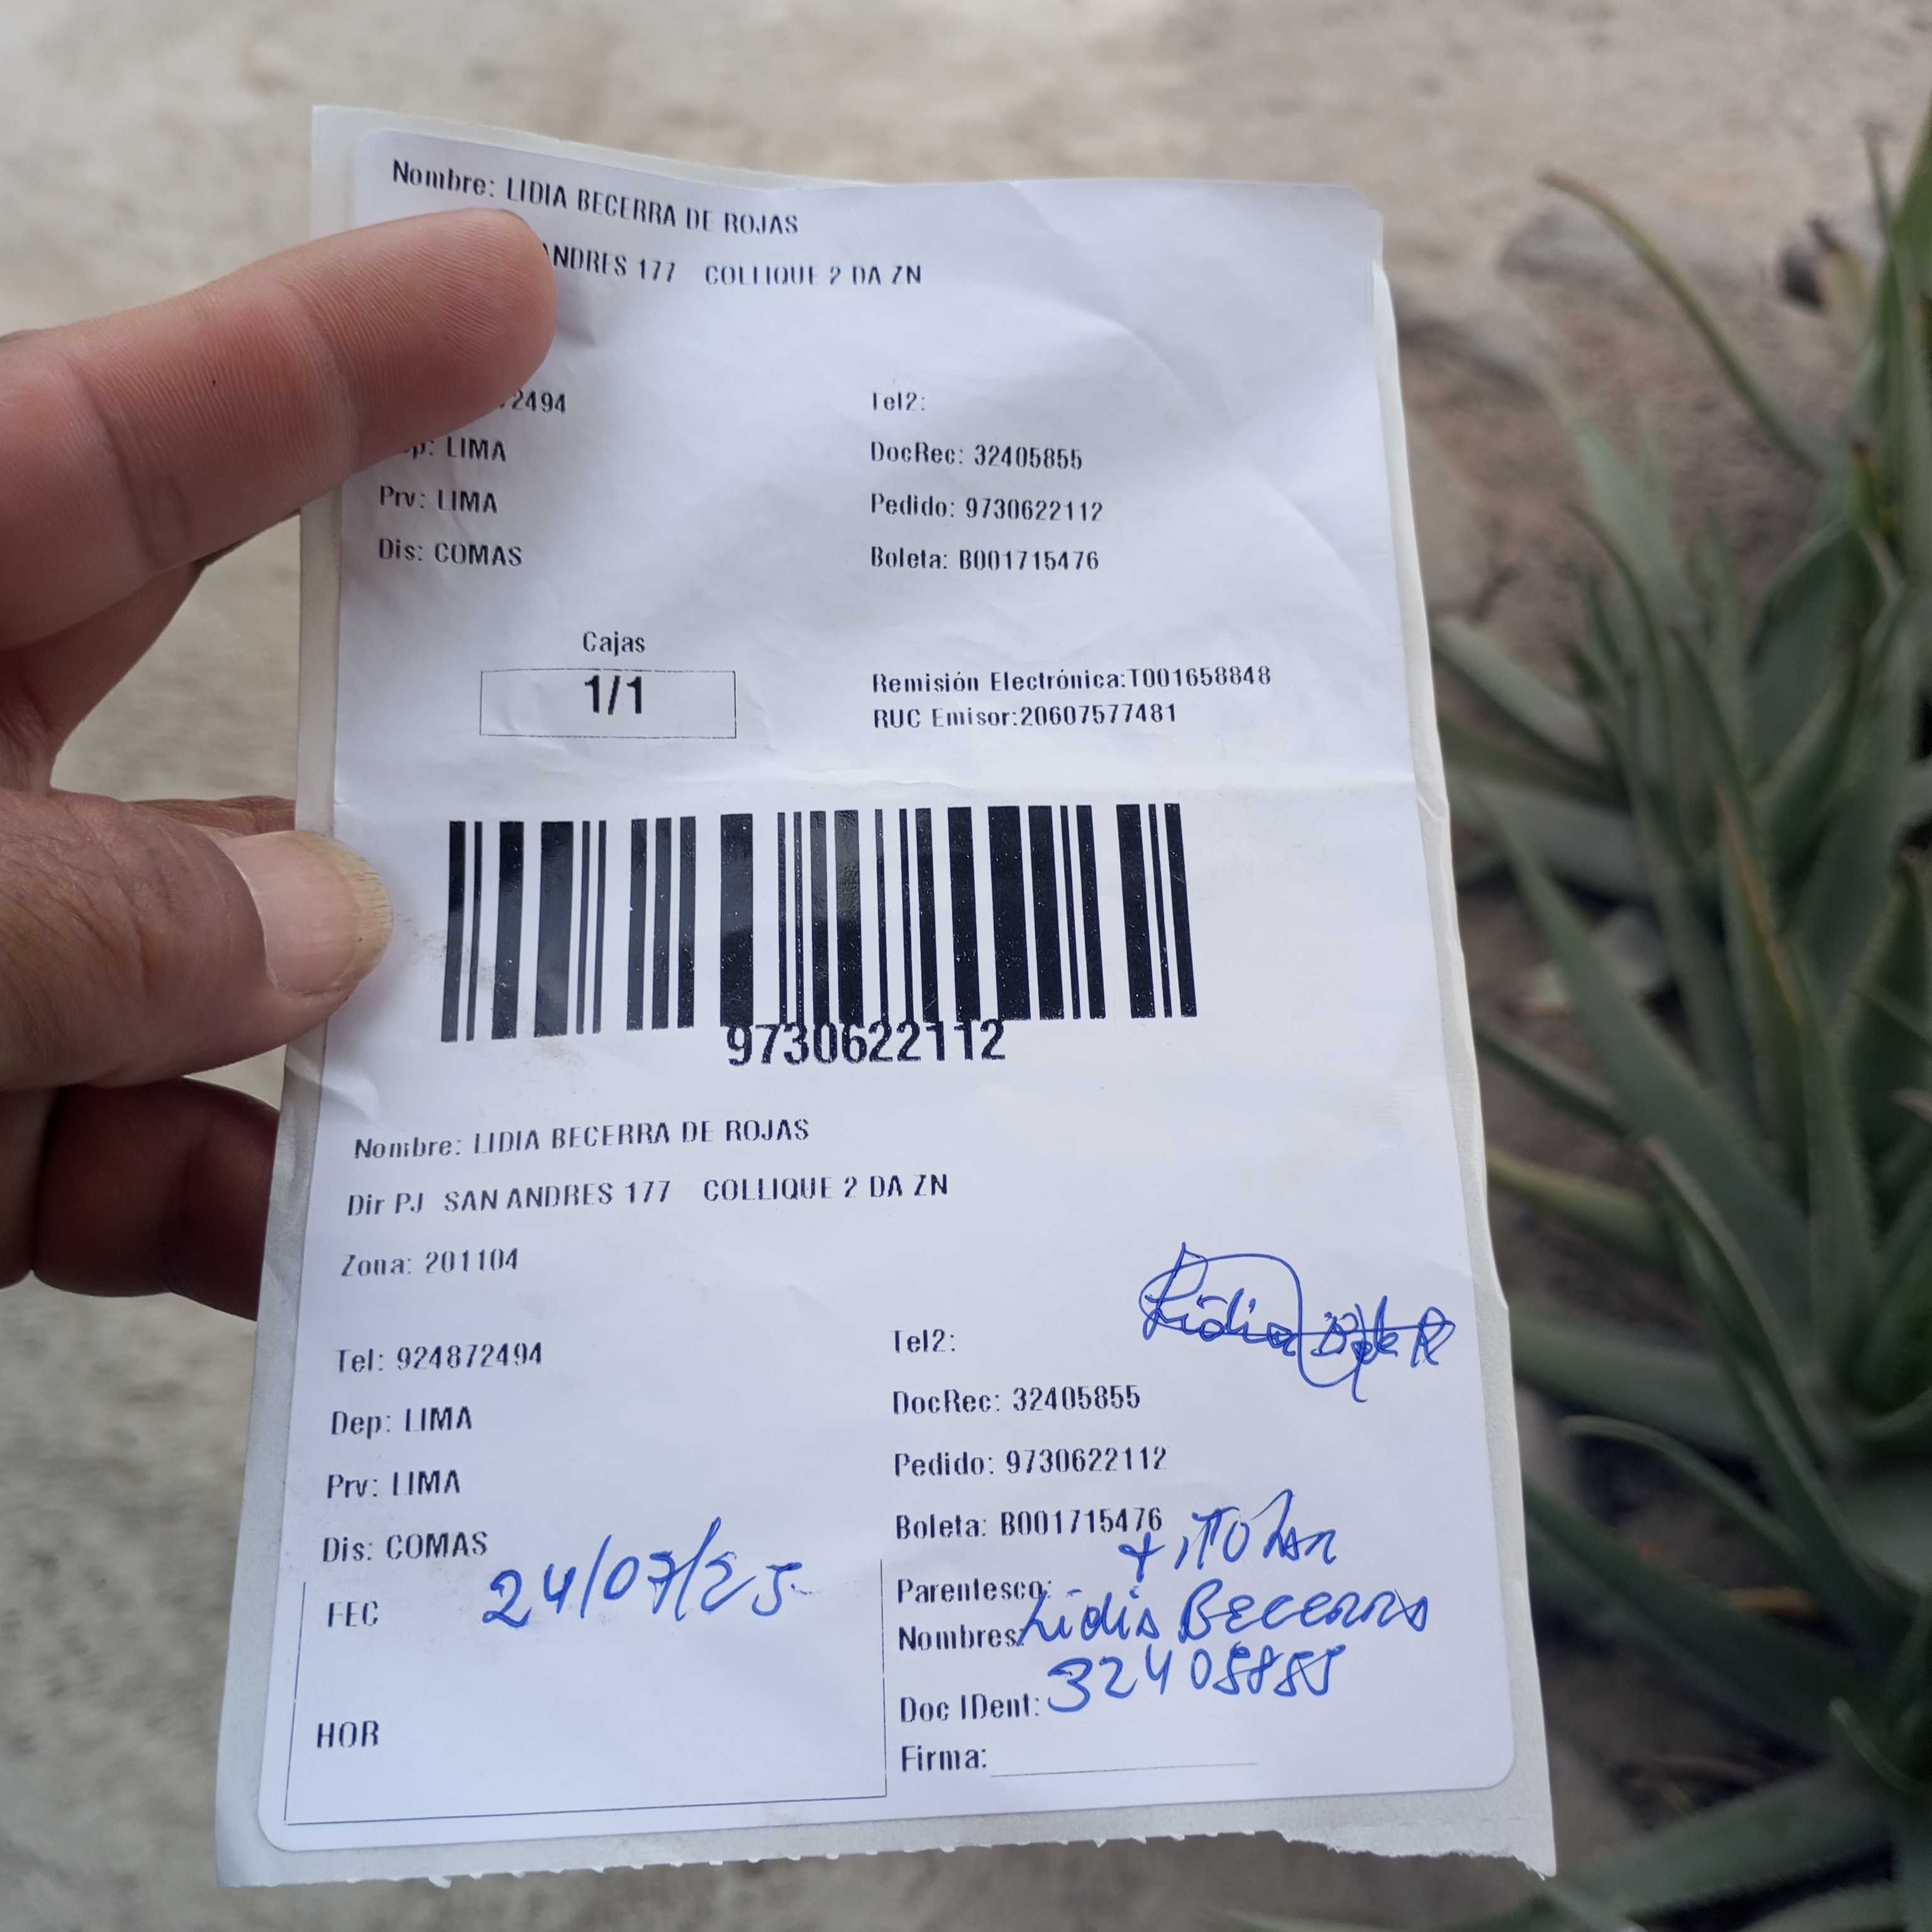 Nombre: LIDIA BECERRA DE ROJAS
ANDRES 177 COLLIQUE 2 DA ZN
2494 Tel2:
p: LIMA DocRec: 32405855
Prv: LIMA Pedido: 9730622112
Dis: COMAS Boleta: B001715476
Cajas
1/1
Remisión Electrónica:T001658848
RUC Emisor:20607577481
9730622112
Nombre: LIDIA BECERRA DE ROJAS
Dir PJ SAN ANDRES 177 COLLIQUE 2 DA ZN
Zona: 201104
Tel: 924872494 Tel2:
Dep: LIMA DocRec: 32405855
Prv: LIMA Pedido: 9730622112
Dis: COMAS Boleta: B001715476
FEC 24/07/25
Parentesco: titular
Nombres: Lidia BECERRA
Doc IDent: 32405855
HOR
Firma: